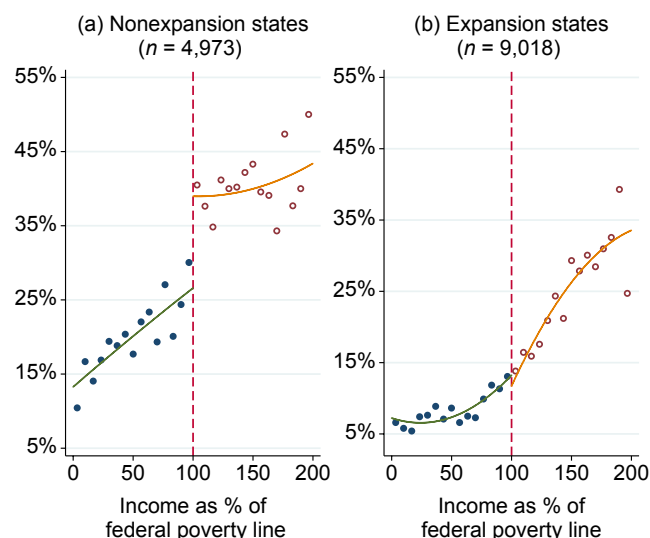 (a) Nonexpansion states
(n = 4,973)
55%
45%
35%
25%
15%
5%
0 50 100 150 200
Income as % of
federal poverty line
(b) Expansion states
(n = 9,018)
55%
45%
35%
25%
15%
5%
0 50 100 150 200
Income as % of
federal poverty line